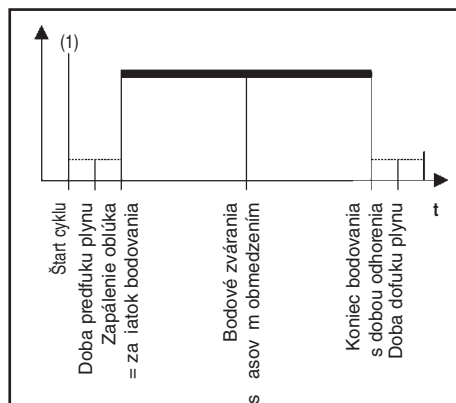 (1)
t
Štart cyklu
Doba predfuku plynu
Zapálenie oblúka
= za iatok bodovania
Bodové zvárania
s asov m obmedzením
Koniec bodovania
s dobou odhorenia
Doba dofuku plynu